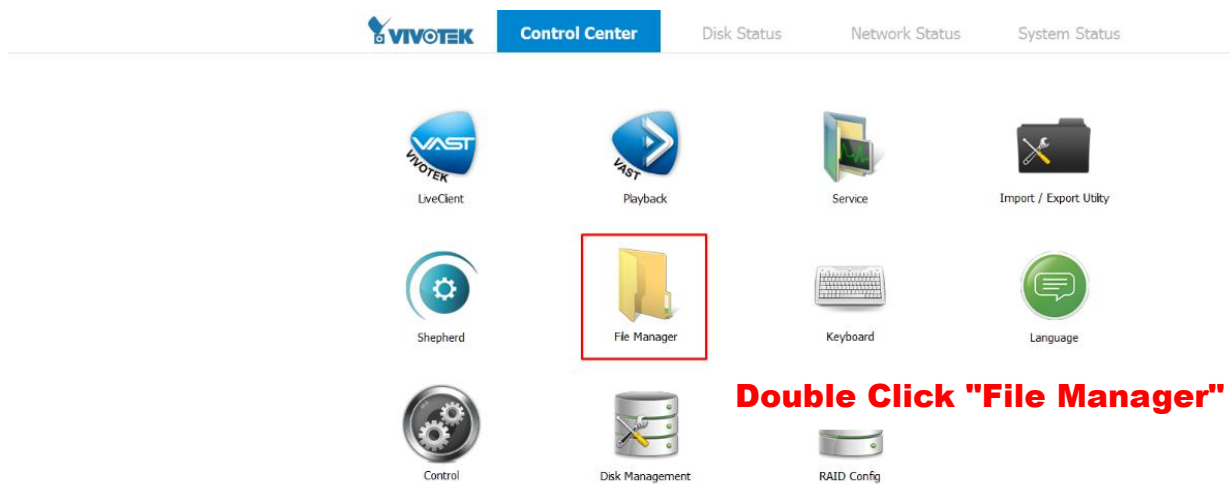 VIVOTEK Control Center Disk Status Network Status System Status
VAST VIVOTEK
VAST
LiveClient Playback Service Import / Export Utility
Shepherd File Manager Keyboard Language
Double Click "File Manager"
Control Disk Management RAID Config